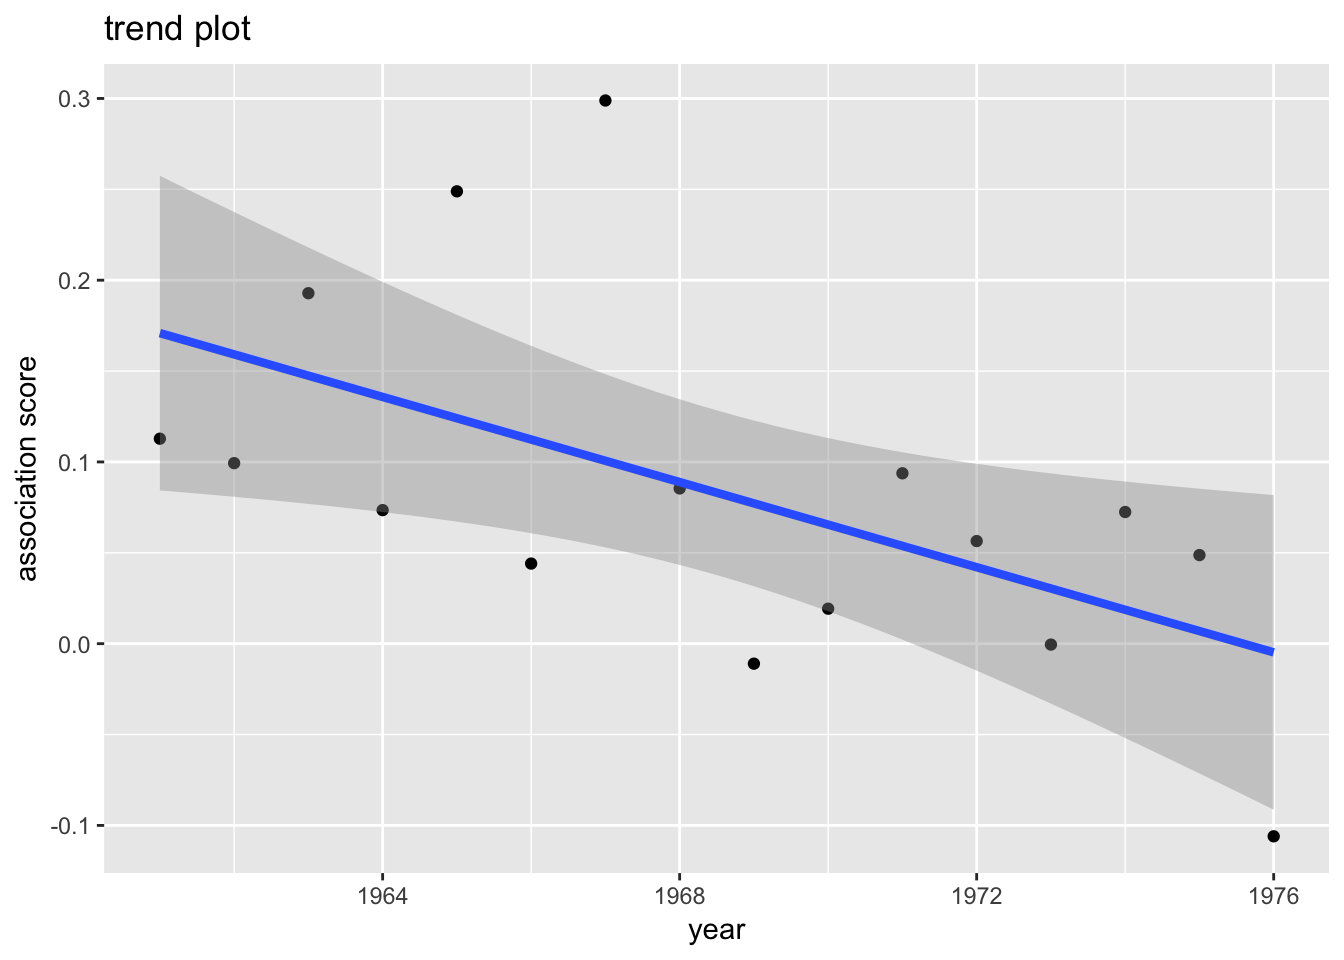 trend plot
association score
0.3
0.2
0.1
0.0
-0.1
1964 1968 1972 1976
year